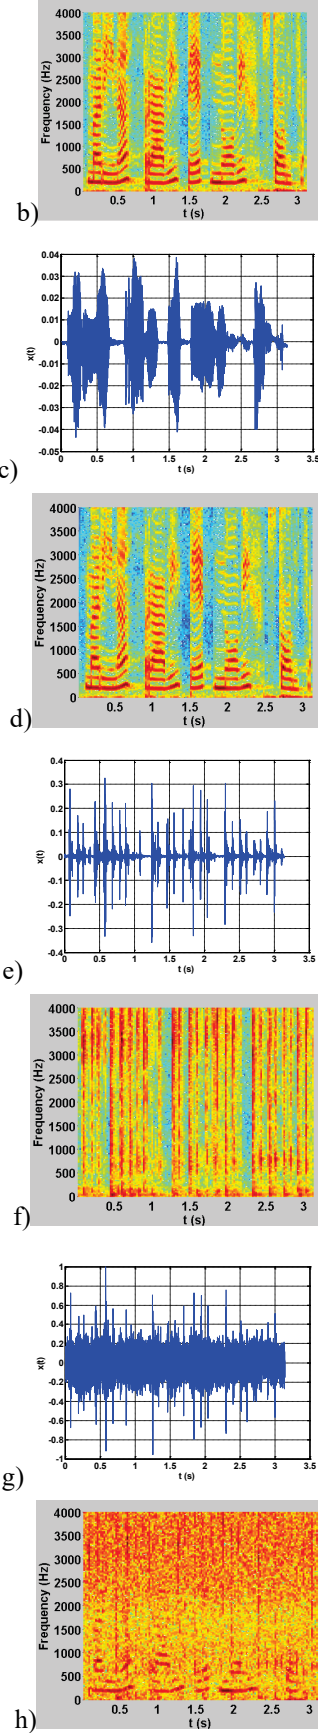 4000
3500
3000
2500
2000
1500
1000
500
0
Frequency (Hz)
0.5 1 1.5 2 2.5 3
t (s)
b)
0.04
0.03
0.02
0.01
0
-0.01
-0.02
-0.03
-0.04
-0.05
x(t)
0 0.5 1 1.5 2 2.5 3 3.5
t (s)
c)
4000
3500
3000
2500
2000
1500
1000
500
0
Frequency (Hz)
0.5 1 1.5 2 2.5 3
t (s)
d)
0.4
0.3
0.2
0.1
0
-0.1
-0.2
-0.3
-0.4
x(t)
0 0.5 1 1.5 2 2.5 3 3.5
t (s)
e)
4000
3500
3000
2500
2000
1500
1000
500
0
Frequency (Hz)
0.5 1 1.5 2 2.5 3
t (s)
f)
1
0.8
0.6
0.4
0.2
0
-0.2
-0.4
-0.6
-0.8
-1
x(t)
0 0.5 1 1.5 2 2.5 3 3.5
t (s)
g)
4000
3500
3000
2500
2000
1500
1000
500
0
Frequency (Hz)
0.5 1 1.5 2 2.5 3
t (s)
h)